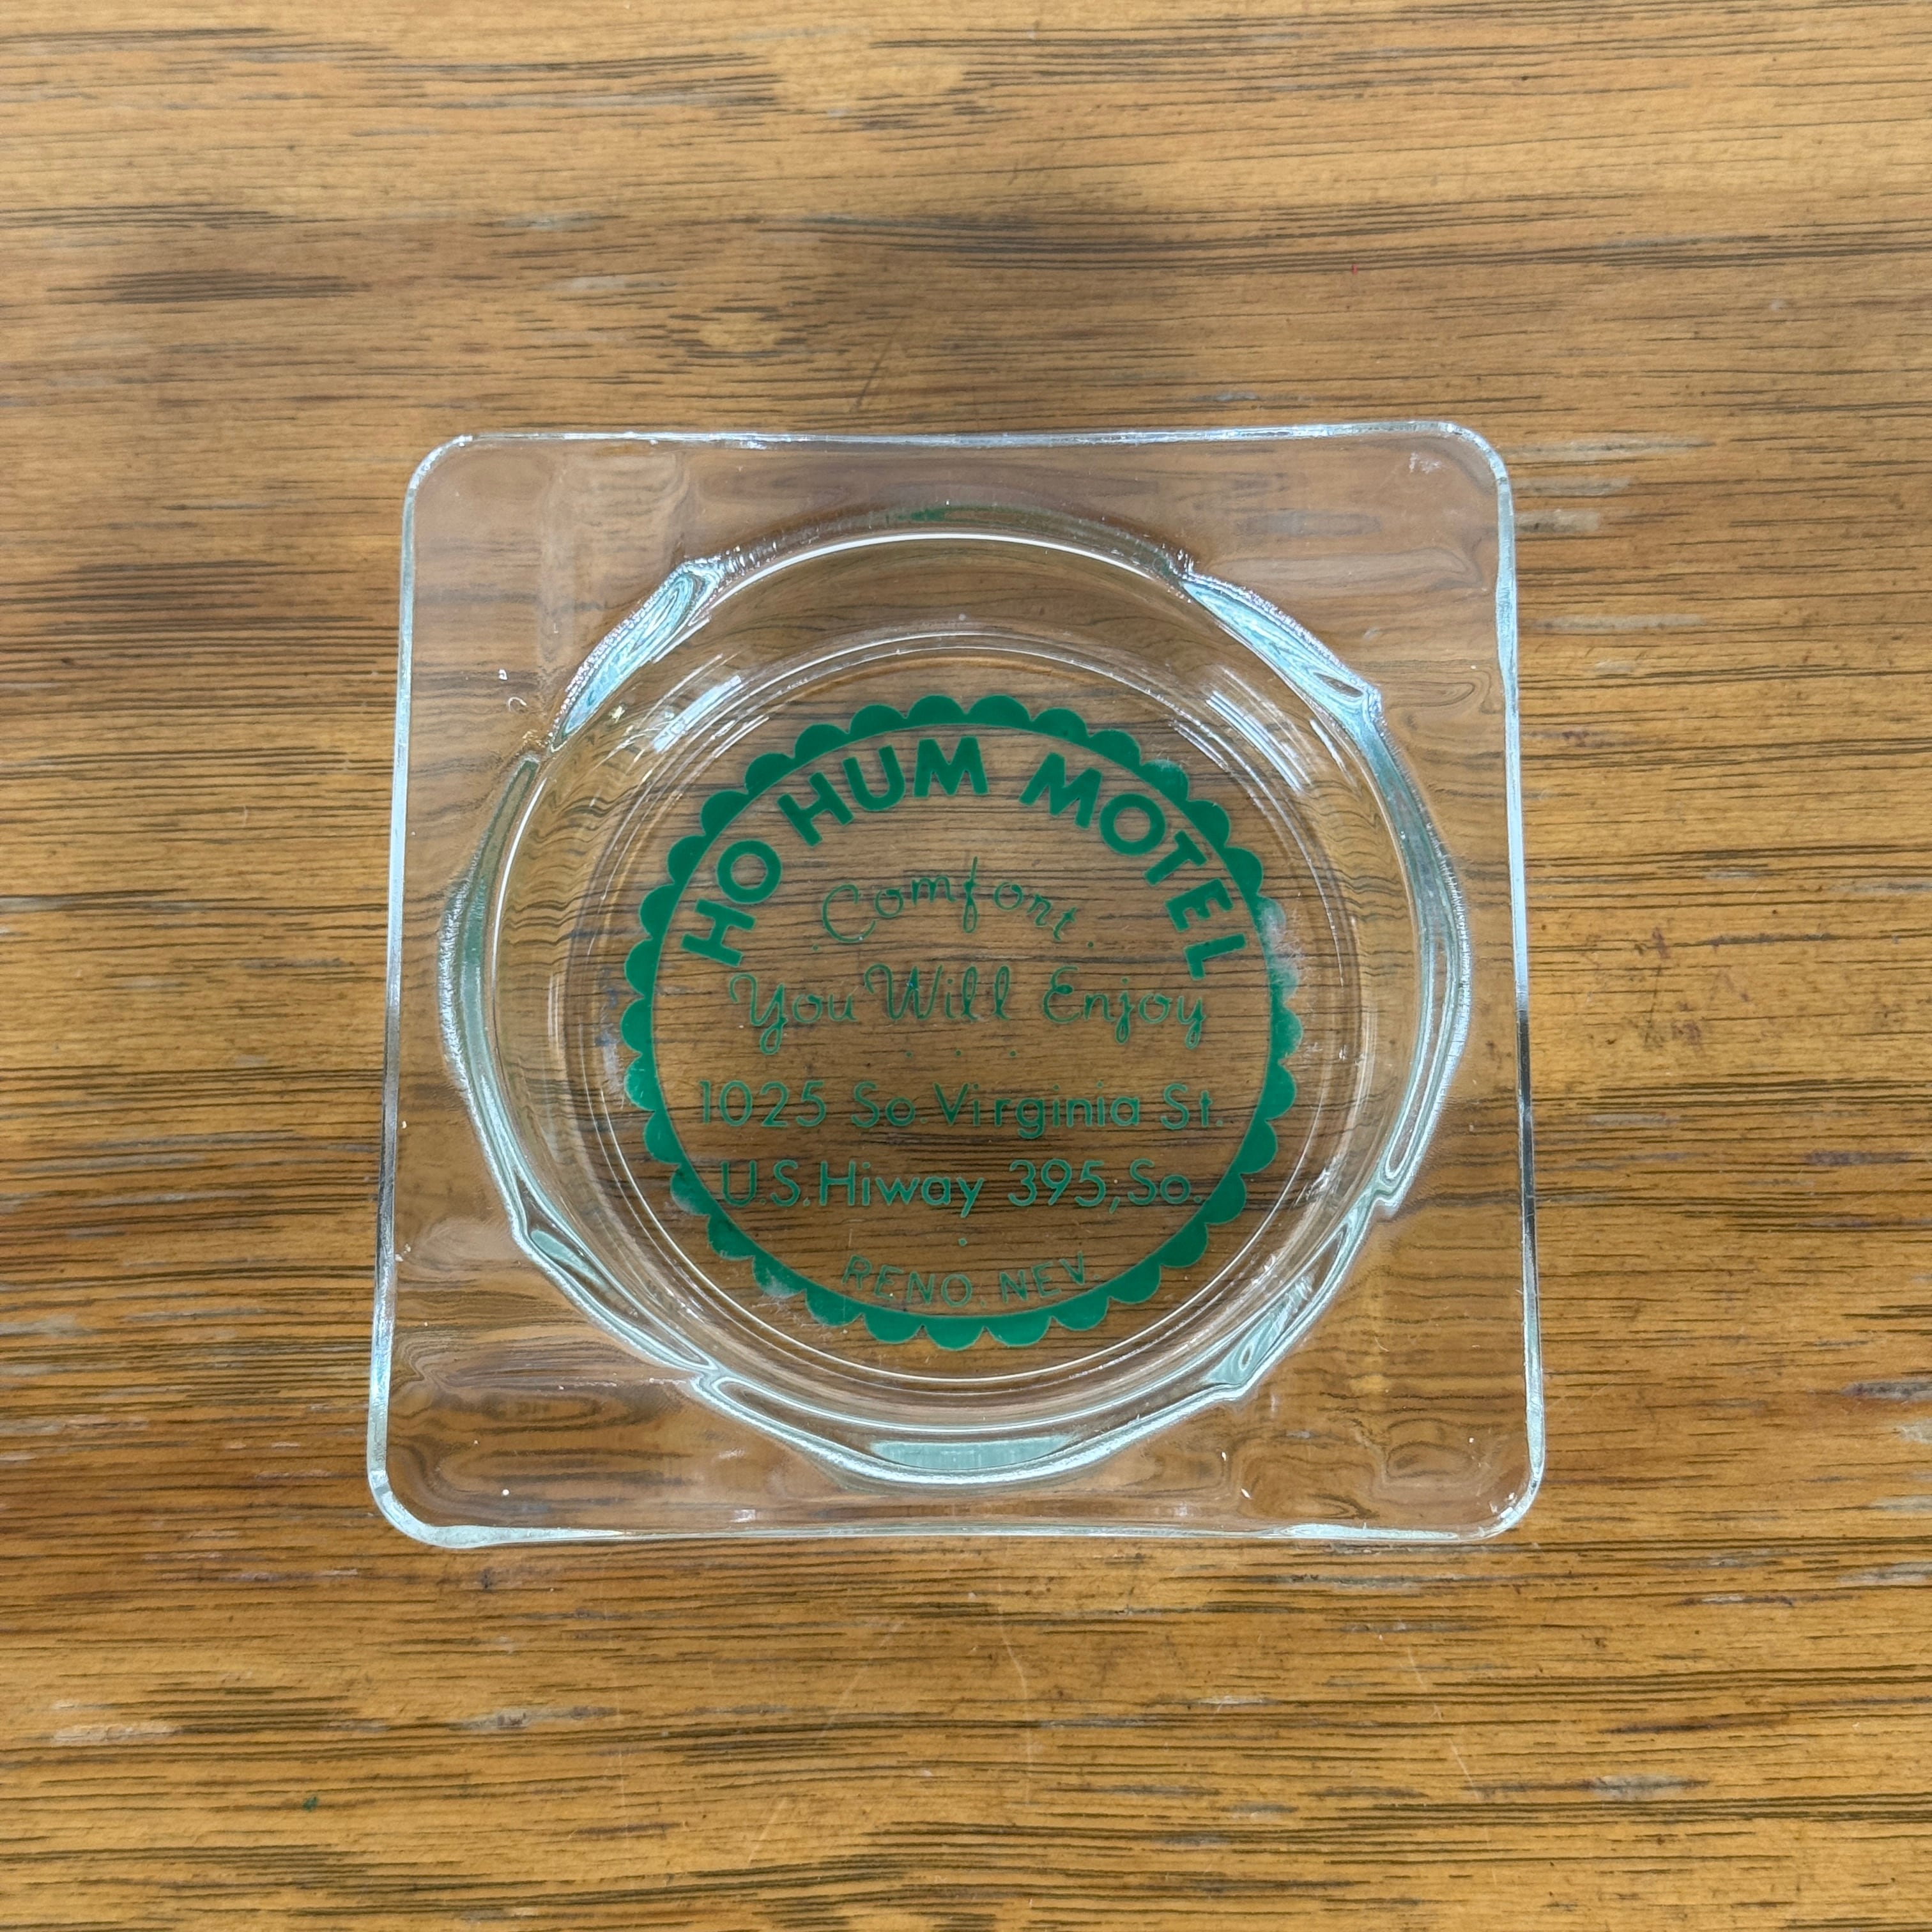 HO HUM MOTEL
Comfort
You Will Enjoy
1025 So Virginia St.
U.S. Hiway 395, So.
RENO, NEV.